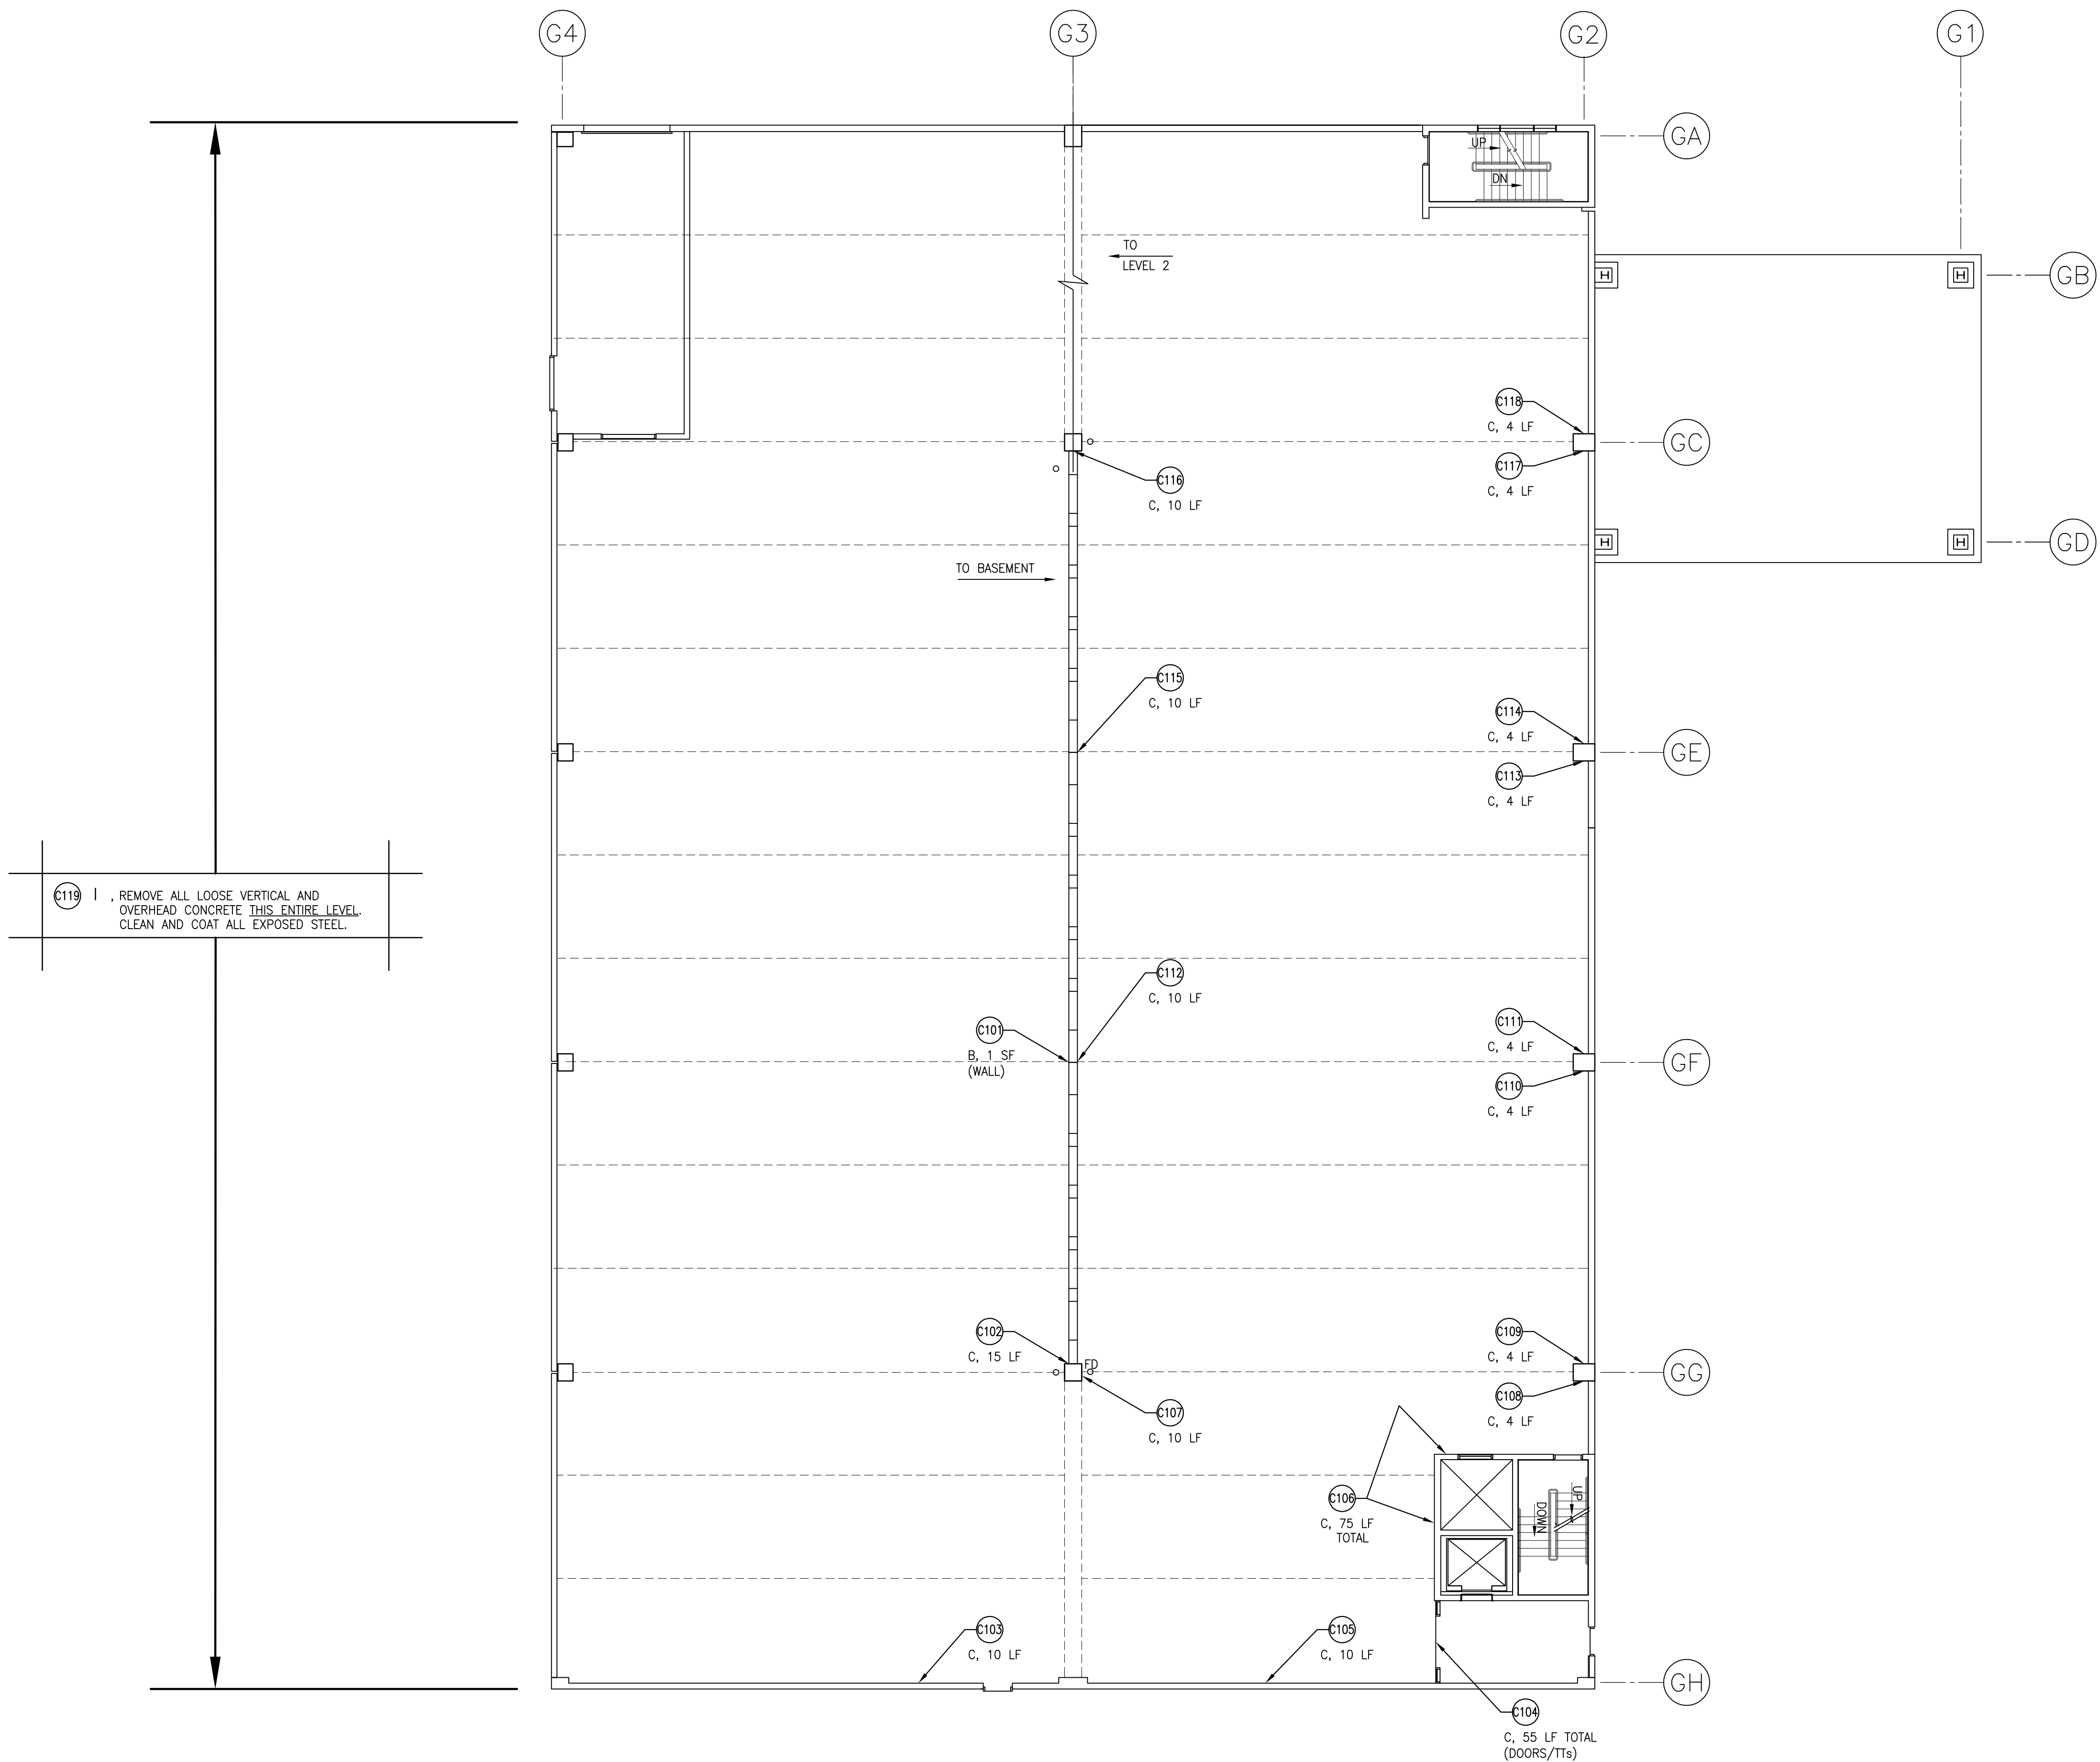 G4
G3
G2
G1
GA
UP
DN
TO
LEVEL 2
GB
C118
C, 4 LF
GC
C117
C, 4 LF
C116
C, 10 LF
GD
TO BASEMENT
C115
C, 10 LF
C114
C, 4 LF
GE
C113
C, 4 LF
C119 I , REMOVE ALL LOOSE VERTICAL AND
OVERHEAD CONCRETE THIS ENTIRE LEVEL.
CLEAN AND COAT ALL EXPOSED STEEL.
C112
C, 10 LF
C101
B, 1 SF
(WALL)
C111
C, 4 LF
GF
C110
C, 4 LF
C102
C, 15 LF
FD
C109
C, 4 LF
GG
C108
C, 4 LF
C107
C, 10 LF
C106
C, 75 LF
TOTAL
UP
DOWN
C103
C, 10 LF
C105
C, 10 LF
GH
C104
C, 55 LF TOTAL
(DOORS/TTs)
H
H
H
H